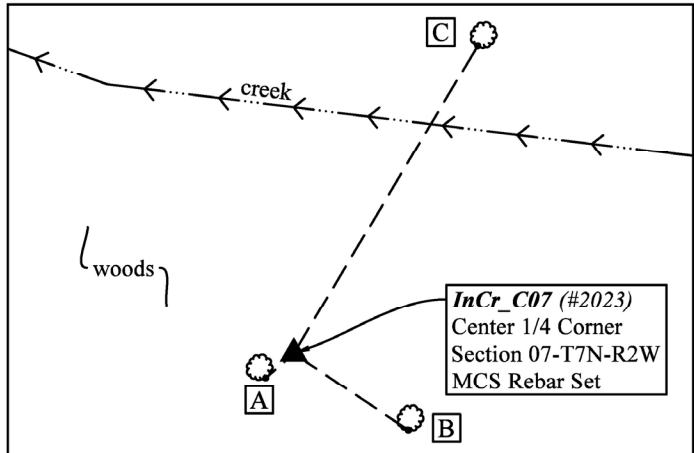 C
creek
woods
InCr_C07 (#2023)
Center 1/4 Corner
Section 07-T7N-R2W
MCS Rebar Set
A
B